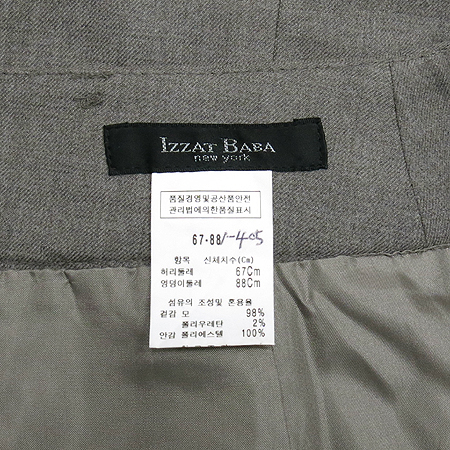 IZZAT BABA
new york
품질경영및공산품안전
관리법에의한품질표시
67-88 1-405
항목 신체치수(Cm)
허리둘레 67Cm
엉덩이둘레 88Cm
섬유의 조성및 혼용율
겉감 모 98%
폴리우레탄 2%
안감 폴리에스텔 100%